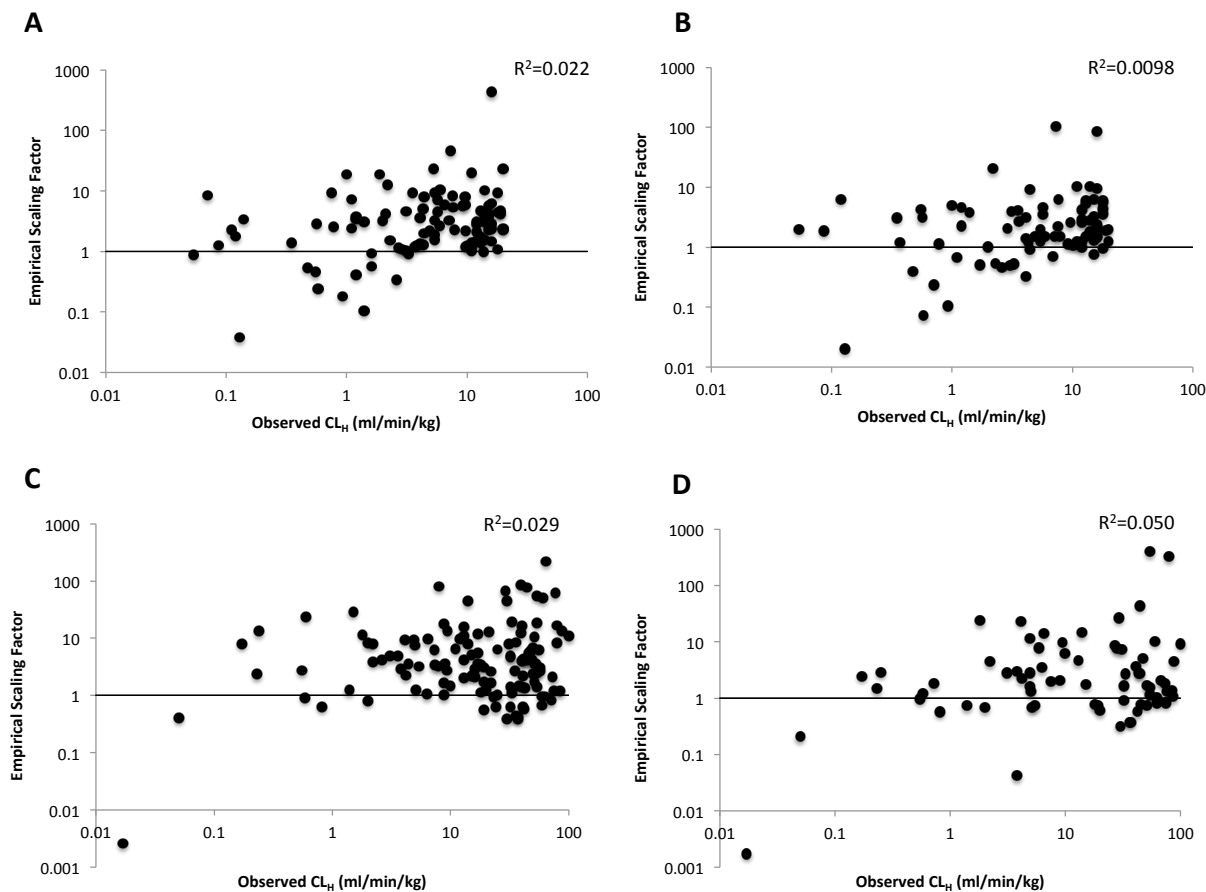 A
R²=0.022
1000
100
10
1
0.1
0.01
0.01 0.1 1 10 100
Empirical Scaling Factor
Observed CL_H (ml/min/kg)
B
R²=0.0098
1000
100
10
1
0.1
0.01
0.01 0.1 1 10 100
Empirical Scaling Factor
Observed CL_H (ml/min/kg)
C
R²=0.029
1000
100
10
1
0.1
0.01
0.001
0.01 0.1 1 10 100
Empirical Scaling Factor
Observed CL_H (ml/min/kg)
D
R²=0.050
1000
100
10
1
0.1
0.01
0.001
0.01 0.1 1 10 100
Empirical Scaling Factor
Observed CL_H (ml/min/kg)